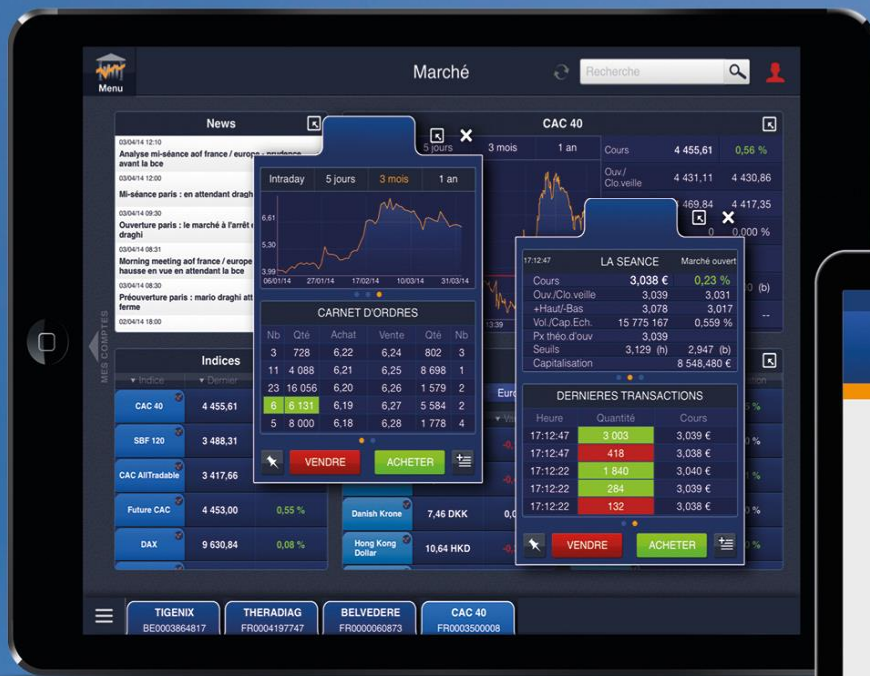 Menu
Marché
Recherche
News
03/04/14 12:10
Analyse mi-séance aof france / europe - prudence
avant la bce
03/04/14 12:00
Mi-séance paris : en attendant dragh
03/04/14 09:30
Ouverture paris : le marché à l'arrêt
draghi
03/04/14 08:31
Morning meeting aof france / europe
hausse en vue en attendant la bce
03/04/14 08:30
Préouverture paris : mario draghi att
ferme
02/04/14 18:00
CAC 40
5 jours 3 mois 1 an
Cours 4 455,61 0,56 %
Ouv./
Clo.veille 4 431,11 4 430,86
469,84 4 417,35
0 0,000 %
(b)
--
13:39
Intraday 5 jours 3 mois 1 an
6,61
5,30
3,99
06/01/14 27/01/14 17/02/14 10/03/14 31/03/14
CARNET D'ORDRES
Nb Qté Achat Vente Qté Nb
3 728 6,22 6,24 802 3
11 4 088 6,21 6,25 8 698 1
23 16 056 6,20 6,26 1 579 2
6 6 131 6,19 6,27 5 584 2
5 8 000 6,18 6,28 1 778 4
VENDRE ACHETER
17:12:47 LA SEANCE Marché ouvert
Cours 3,038 € 0,23 %
Ouv./Clo.veille 3,039 3,031
+Haut/-Bas 3,078 3,017
Vol./Cap.Ech. 15 775 167 0,559 %
Px théo.d'ouv 3,039
Seuils 3,129 (h) 2,947 (b)
Capitalisation 8 548,480 €
DERNIERES TRANSACTIONS
Heure Quantité Cours
17:12:47 3 003 3,039 €
17:12:47 418 3,038 €
17:12:22 1 840 3,040 €
17:12:22 284 3,039 €
17:12:22 132 3,038 €
VENDRE ACHETER
MES COMPTES
Indices
Indice Dernier
CAC 40 4 455,61
SBF 120 3 488,31
CAC AllTradable 3 417,66
Future CAC 4 453,00 0,55 %
DAX 9 630,84 0,08 %
Euro
Danish Krone 7,46 DKK 0,0
Hong Kong
Dollar 10,64 HKD
TIGENIX
BE0003864817
THERADIAG
FR0004197747
BELVEDERE
FR0000060873
CAC 40
FR0003500008